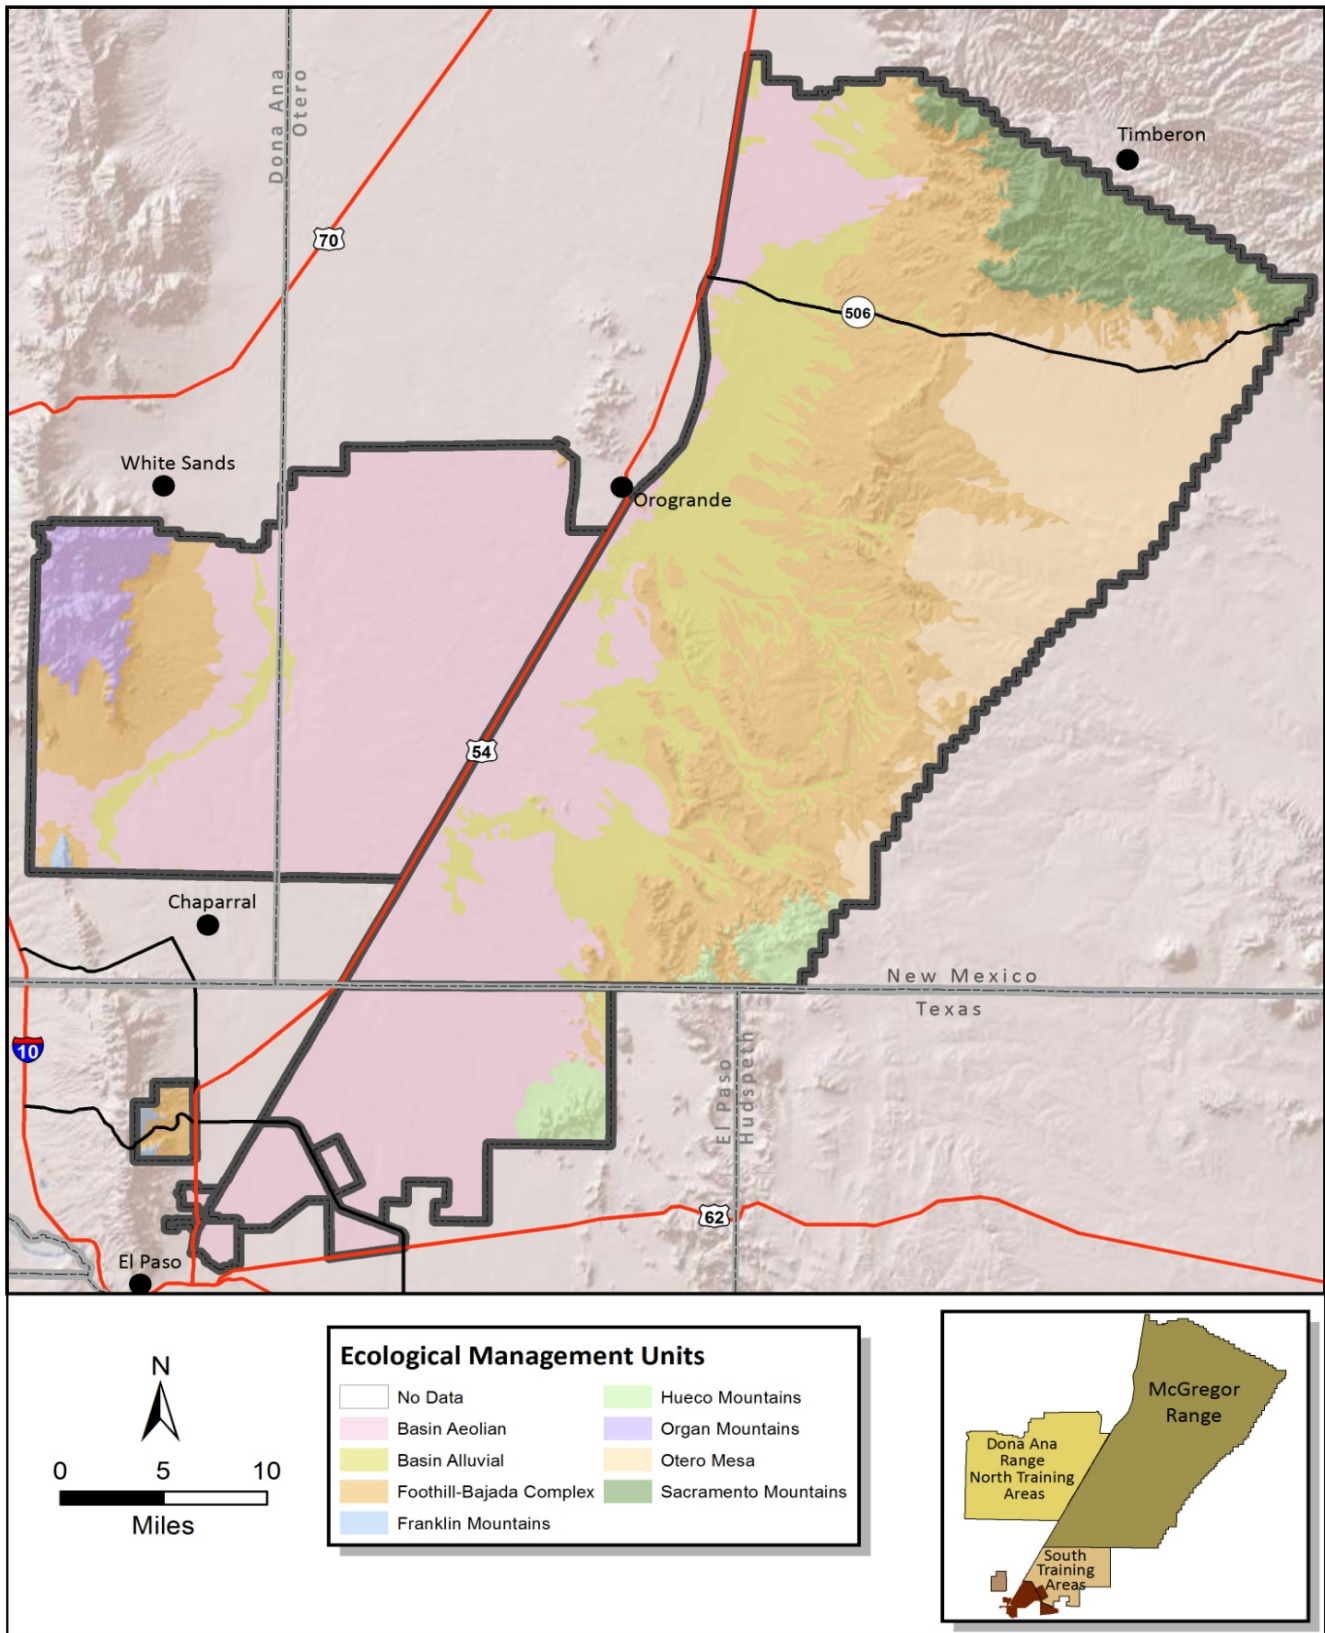 Dona Ana
Otero
Timberon
70
506
White Sands
Orogrande
54
Chaparral
New Mexico
Texas
10
El Paso
Hudspeth
62
El Paso
N
0 5 10
Miles
Ecological Management Units
No Data
Basin Aeolian
Basin Alluvial
Foothill-Bajada Complex
Franklin Mountains
Hueco Mountains
Organ Mountains
Otero Mesa
Sacramento Mountains
McGregor
Range
Dona Ana
Range
North Training
Areas
South
Training
Areas